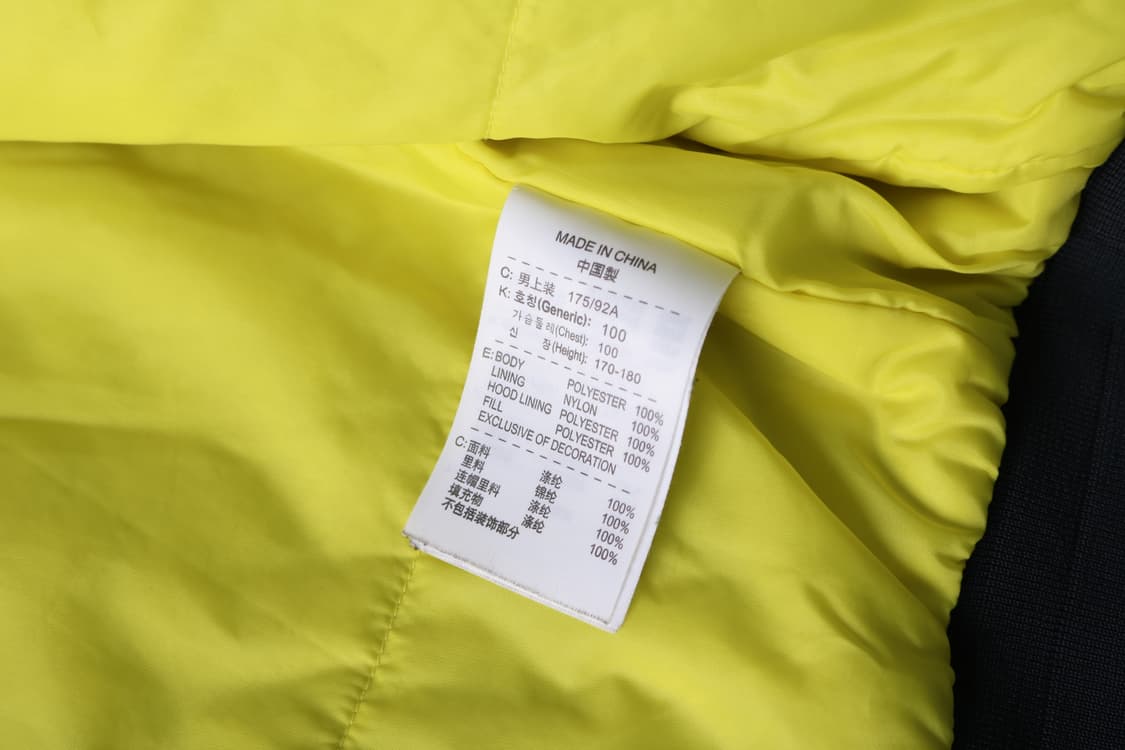 MADE IN CHINA
中国製
C: 男上装 175/92A
K: 호칭(Generic): 100
가슴둘레(Chest): 100
신 장(Height): 170-180
E: BODY POLYESTER 100%
LINING NYLON 100%
HOOD LINING POLYESTER 100%
FILL POLYESTER 100%
EXCLUSIVE OF DECORATION
C: 面料 涤纶 100%
里料 锦纶 100%
连帽里料 涤纶 100%
填充物 涤纶 100%
不包括装饰部分